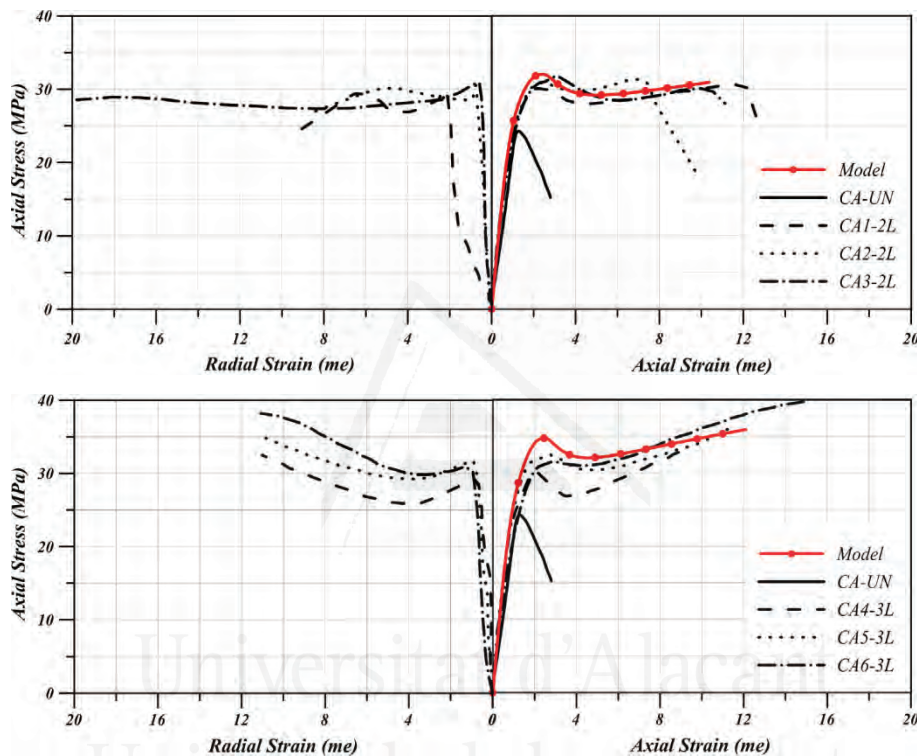 40
30
20
10
0
Axial Stress (MPa)
Model
CA-UN
CA1-2L
CA2-2L
CA3-2L
20 16 12 8 4 0 4 8 12 16 20
Radial Strain (me) Axial Strain (me)
40
30
20
10
0
Axial Stress (MPa)
Model
CA-UN
CA4-3L
CA5-3L
CA6-3L
Universitat d'Alacant
20 16 12 8 4 0 4 8 12 16 20
Radial Strain (me) Axial Strain (me)